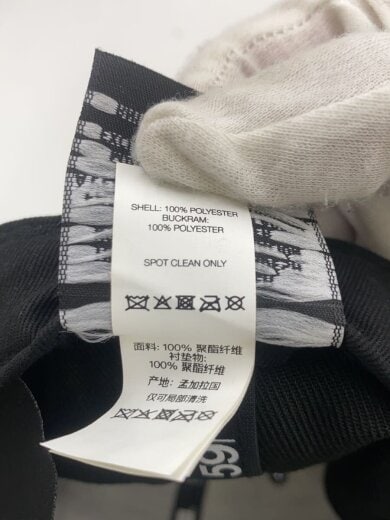 SHELL: 100% POLYESTER
BUCKRAM:
100% POLYESTER
SPOT CLEAN ONLY
面料: 100% 聚酯纤维
衬垫物:
100% 聚酯纤维
产地: 孟加拉国
仅可局部清洗
59